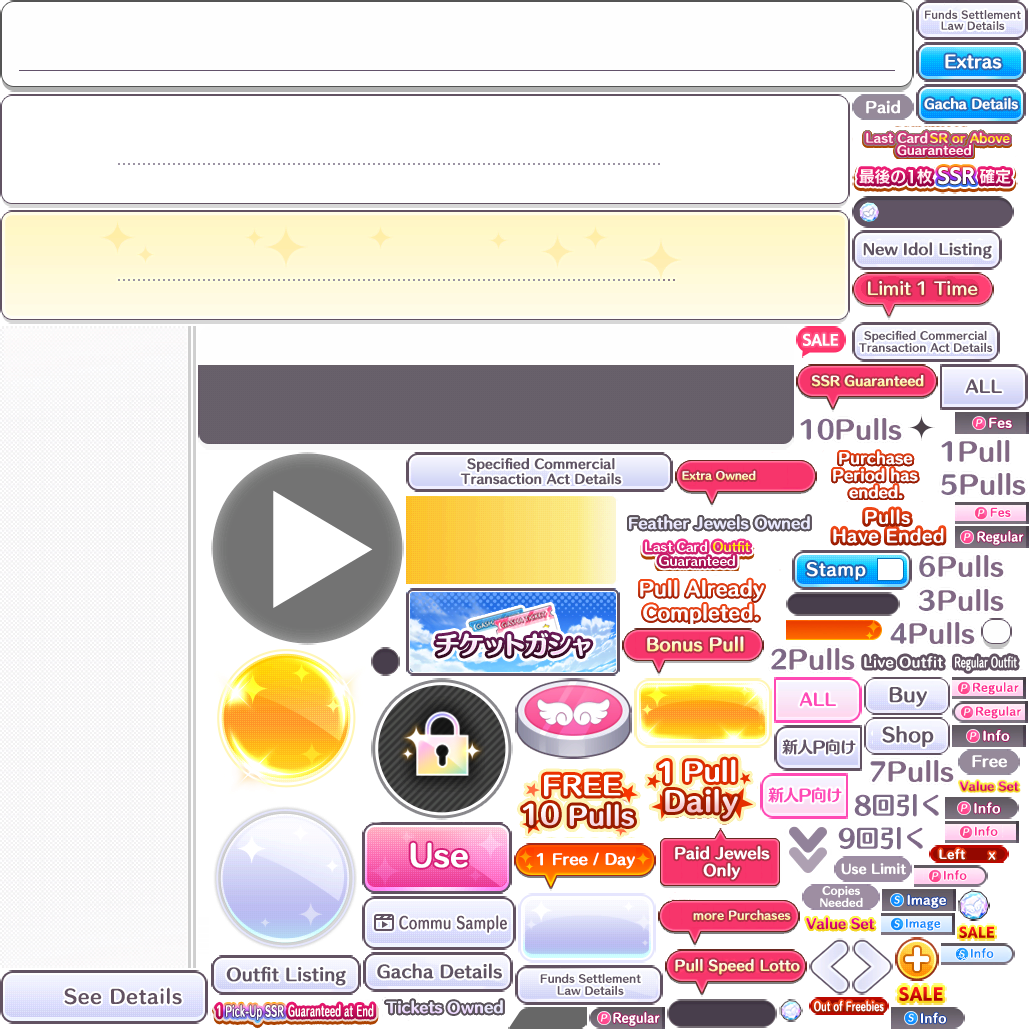 Funds Settlement
Law Details
Extras
Paid
Gacha Details
Last Card SR or Above
Guaranteed
最後の1枚 SSR 確定
New Idol Listing
Limit 1 Time
SALE
Specified Commercial
Transaction Act Details
SSR Guaranteed
ALL
10Pulls
P Fes
1Pull
Purchase
Period has
ended.
Specified Commercial
Transaction Act Details
Extra Owned
5Pulls
P Fes
Feather Jewels Owned
Pulls
Have Ended
P Regular
Last Card Outfit
Guaranteed
Stamp
6Pulls
Pull Already
Completed.
3Pulls
チケットガシャ
Bonus Pull
4Pulls
2Pulls
Live Outfit
Regular Outfit
ALL
Buy
P Regular
P Regular
新人P向け
Shop
P Info
7Pulls
Free
Value Set
FREE
10 Pulls
1 Pull
Daily
新人P向け
8回引く
P Info
9回引く
P Info
Use
1 Free / Day
Paid Jewels
Only
Left x
Use Limit
P Info
Copies
Needed
S Image
Commu Sample
more Purchases
Value Set
S Image
SALE
S Info
Outfit Listing
Gacha Details
Pull Speed Lotto
Funds Settlement
Law Details
See Details
SALE
1 Pick-Up SSR Guaranteed at End
Tickets Owned
P Regular
Out of Freebies
S Info